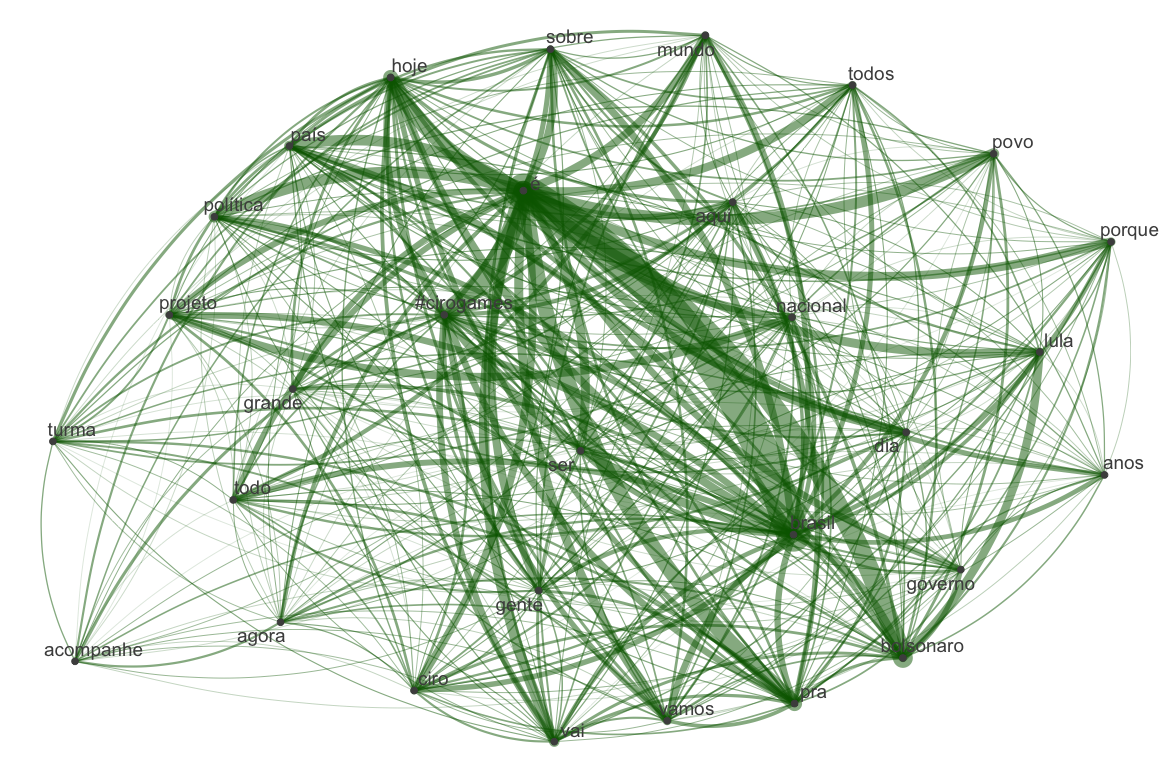 sobre
mundo
hoje
todos
país
povo
é
política
aqui
porque
projeto
#cirogames
nacional
lula
grande
turma
dia
ser
anos
todo
brasil
governo
gente
agora
acompanhe
bolsonaro
ciro
pra
vamos
vai